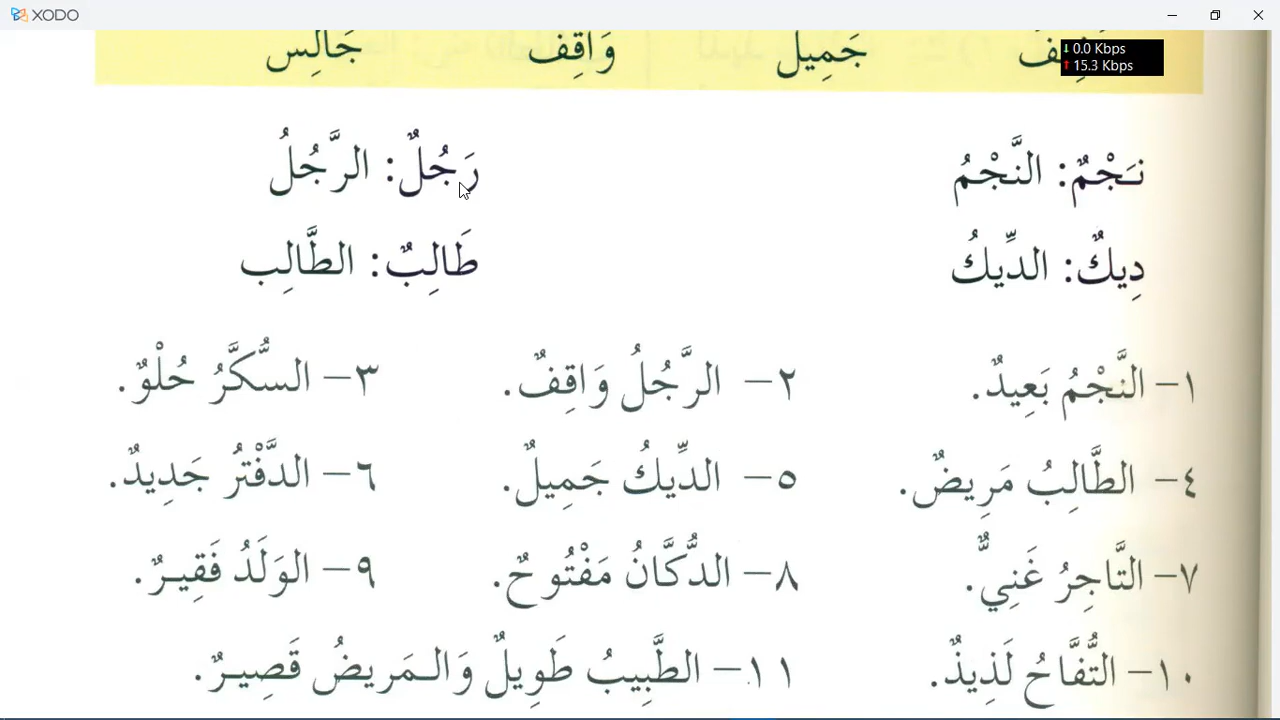 XODO
↓ 0.0 Kbps
↑ 15.3 Kbps
جَمِيل وَاقِف جَالِس
نَجْمٌ: النَّجْمُ رَجُلٌ: الرَّجُلُ
دِيكٌ: الدِّيكُ طَالِبٌ: الطَّالِب
١– النَّجْمُ بَعِيدٌ. ٢– الرَّجُلُ وَاقِفٌ. ٣– السُّكَّرُ حُلْوٌ.
٤– الطَّالِبُ مَرِيضٌ. ٥– الدِّيكُ جَمِيلٌ. ٦– الدَّفْتَرُ جَدِيدٌ.
٧– التَّاجِرُ غَنِيٌّ. ٨– الدُّكَّانُ مَفْتُوحٌ. ٩– الوَلَدُ فَقِيرٌ.
١٠– التُّفَّاحُ لَذِيذٌ. ١١– الطَّبِيبُ طَوِيلٌ وَالـمَريضُ قَصِيرٌ.